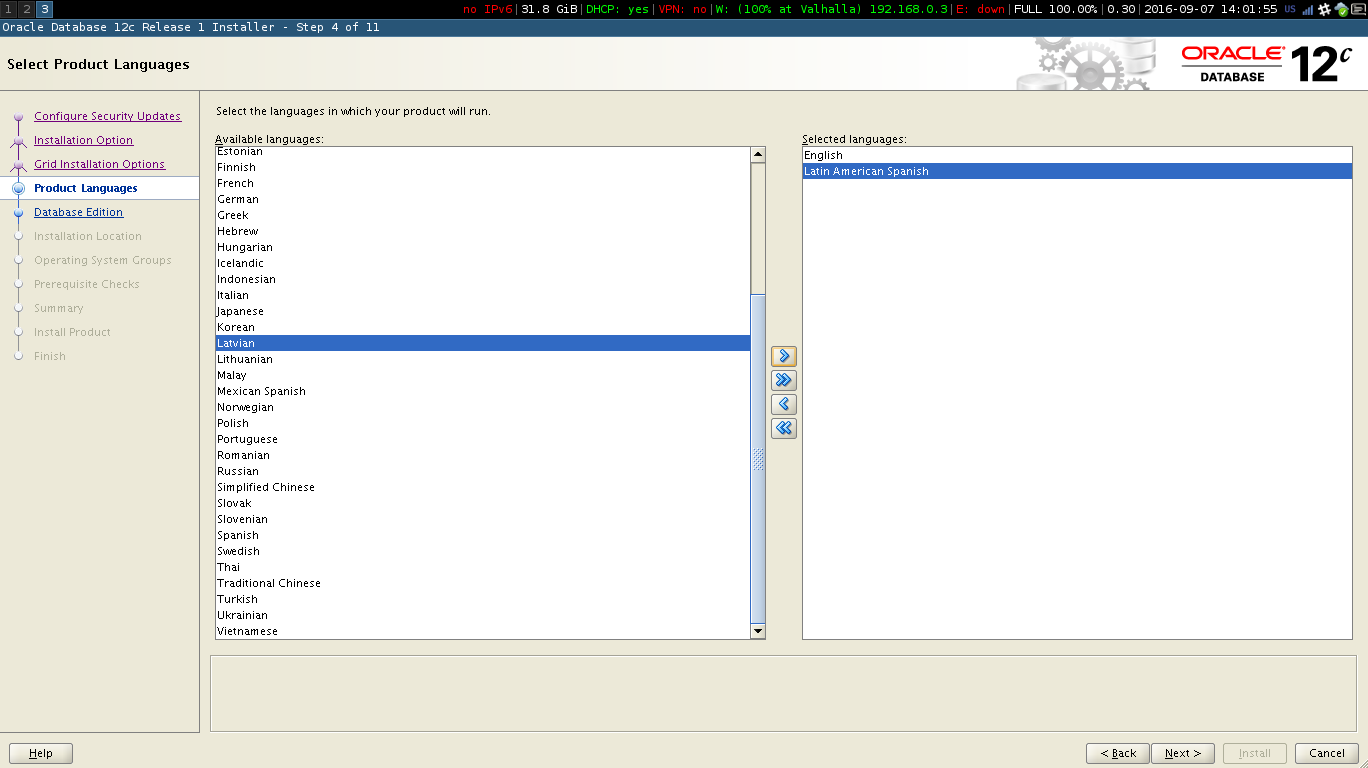 1 2 3 no IPv6|31.8 GiB|DHCP: yes|VPN: no|W: (100% at Valhalla) 192.168.0.3|E: down|FULL 100.00%|0.30|2016-09-07 14:01:55 US
Oracle Database 12c Release 1 Installer - Step 4 of 11
Select Product Languages
ORACLE
DATABASE
12c
Configure Security Updates
Installation Option
Grid Installation Options
Product Languages
Database Edition
Installation Location
Operating System Groups
Prerequisite Checks
Summary
Install Product
Finish
Select the languages in which your product will run.
Available languages:
Estonian
Finnish
French
German
Greek
Hebrew
Hungarian
Icelandic
Indonesian
Italian
Japanese
Korean
Latvian
Lithuanian
Malay
Mexican Spanish
Norwegian
Polish
Portuguese
Romanian
Russian
Simplified Chinese
Slovak
Slovenian
Spanish
Swedish
Thai
Traditional Chinese
Turkish
Ukrainian
Vietnamese
Selected languages:
English
Latin American Spanish
Help
< Back
Next >
Install
Cancel